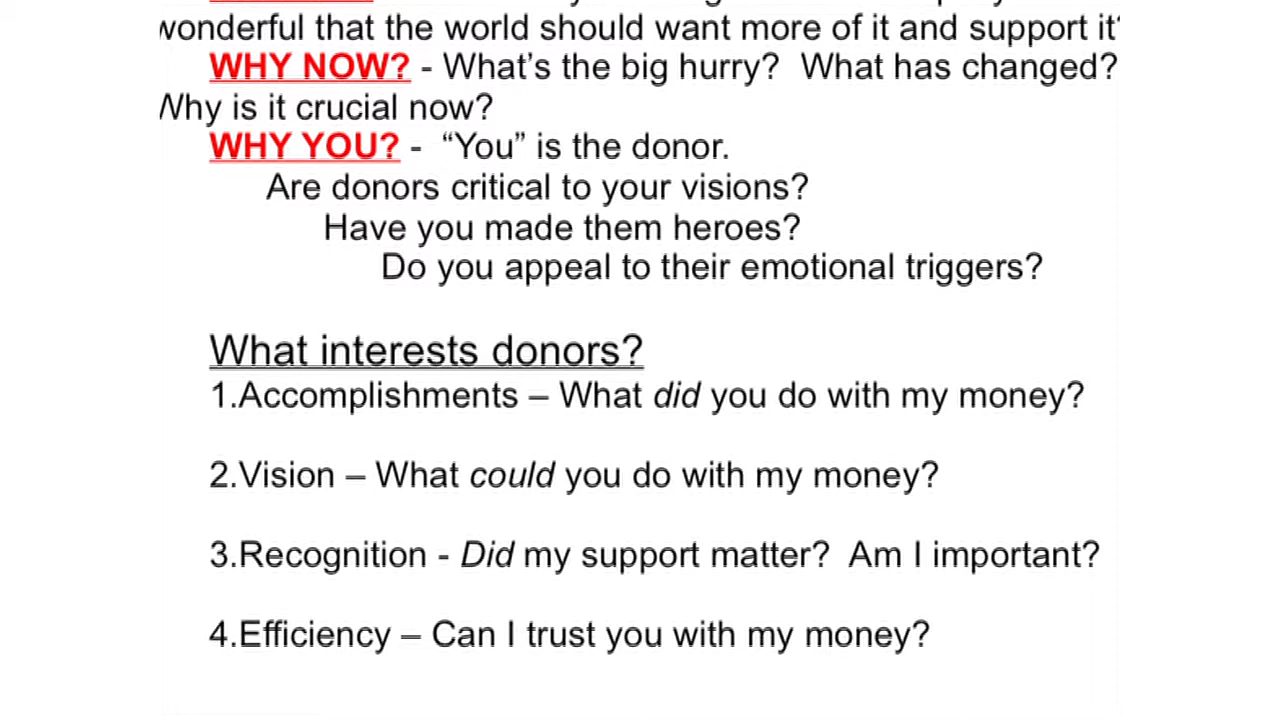 wonderful that the world should want more of it and support it?
WHY NOW? - What's the big hurry?  What has changed?
Why is it crucial now?
WHY YOU? -  “You” is the donor.
Are donors critical to your visions?
Have you made them heroes?
Do you appeal to their emotional triggers?
What interests donors?
1.Accomplishments – What did you do with my money?
2.Vision – What could you do with my money?
3.Recognition - Did my support matter?  Am I important?
4.Efficiency – Can I trust you with my money?